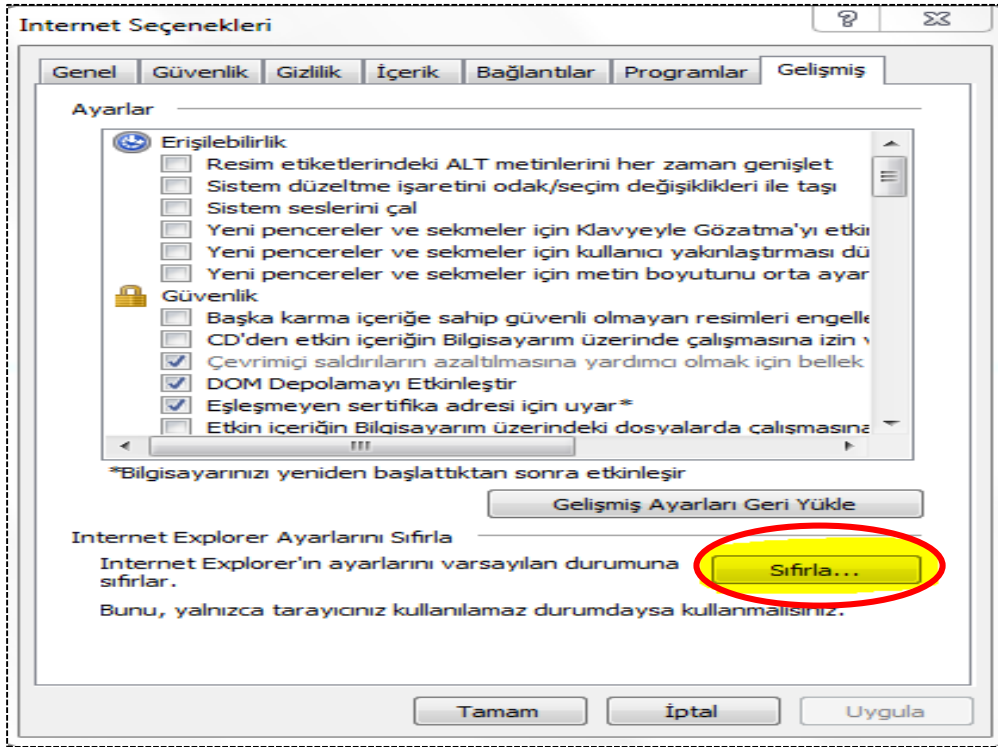 Internet Seçenekleri
Genel Güvenlik Gizlilik İçerik Bağlantılar Programlar Gelişmiş
Ayarlar
Erişilebilirlik
Resim etiketlerindeki ALT metinlerini her zaman genişlet
Sistem düzeltme işaretini odak/seçim değişiklikleri ile taşı
Sistem seslerini çal
Yeni pencereler ve sekmeler için Klavyeyle Gözatma'yı etkin
Yeni pencereler ve sekmeler için kullanıcı yakınlaştırması dü
Yeni pencereler ve sekmeler için metin boyutunu orta ayar
Güvenlik
Başka karma içeriğe sahip güvenli olmayan resimleri engelle
CD'den etkin içeriğin Bilgisayarım üzerinde çalışmasına izin v
Çevrimiçi saldırıların azaltılmasına yardımcı olmak için bellek
DOM Depolamayı Etkinleştir
Eşleşmeyen sertifika adresi için uyar*
Etkin içeriğin Bilgisayarım üzerindeki dosyalarda çalışmasına
*Bilgisayarınızı yeniden başlattıktan sonra etkinleşir
Gelişmiş Ayarları Geri Yükle
Internet Explorer Ayarlarını Sıfırla
Internet Explorer'ın ayarlarını varsayılan durumuna
sıfırlar.
Sıfırla...
Bunu, yalnızca tarayıcınız kullanılamaz durumdaysa kullanmalısınız.
Tamam İptal Uygula